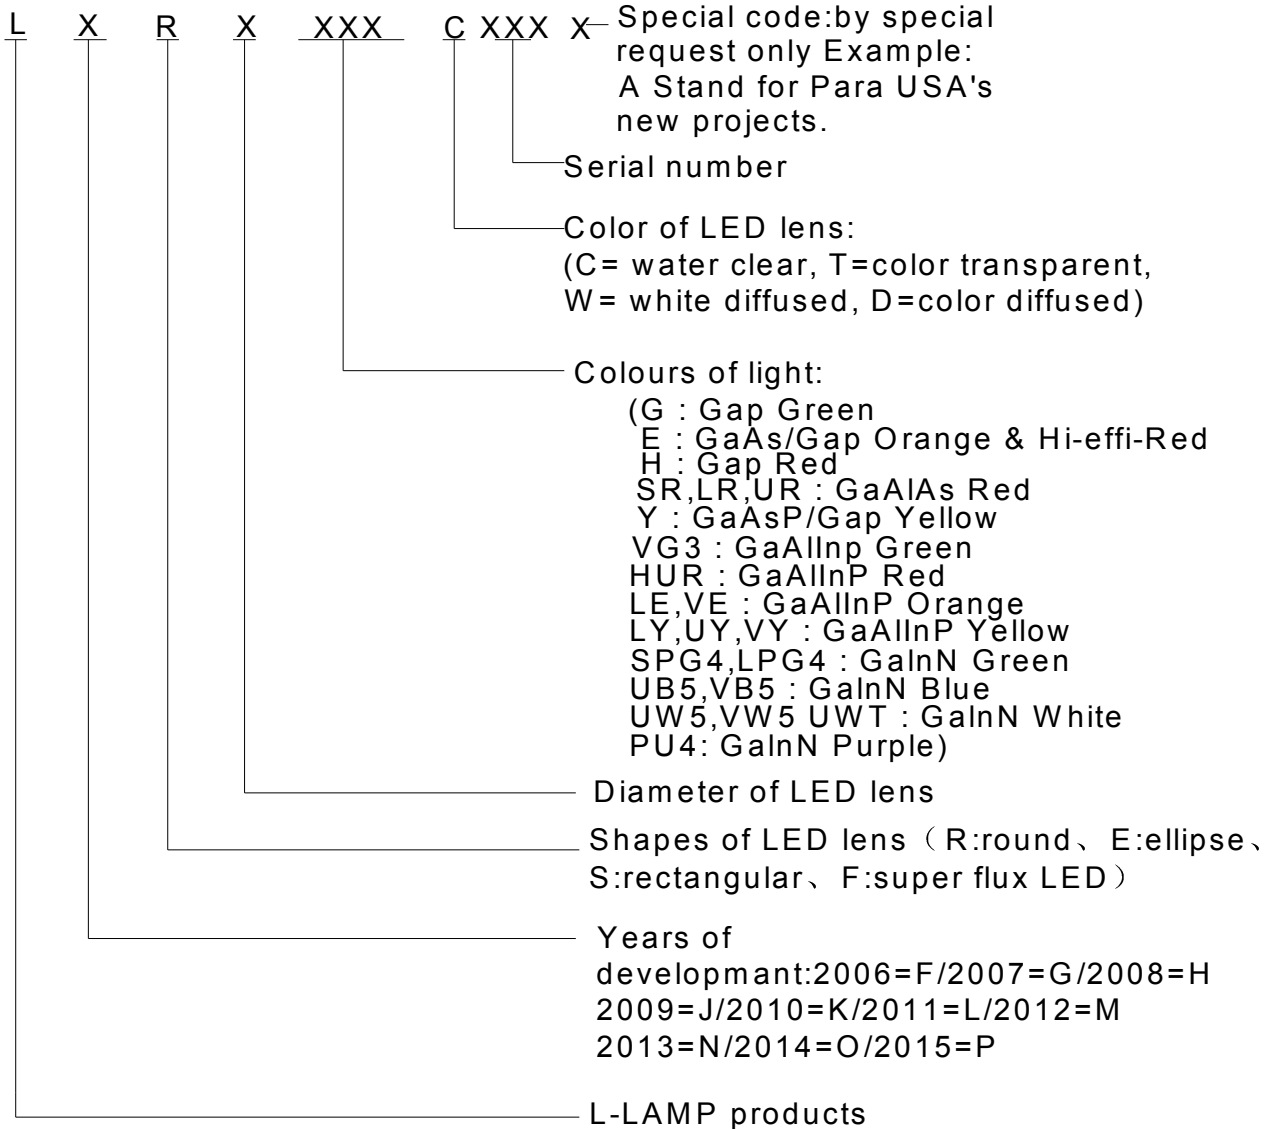 L X R X XXX C XXX X Special code:by special
request only Example:
A Stand for Para USA's
new projects.
Serial number
Color of LED lens:
(C= water clear, T=color transparent,
W= white diffused, D=color diffused)
Colours of light:
(G : Gap Green
E : GaAs/Gap Orange & Hi-effi-Red
H : Gap Red
SR,LR,UR : GaAlAs Red
Y : GaAsP/Gap Yellow
VG3 : GaAlInp Green
HUR : GaAlInP Red
LE,VE : GaAlInP Orange
LY,UY,VY : GaAlInP Yellow
SPG4,LPG4 : GaInN Green
UB5,VB5 : GaInN Blue
UW5,VW5 UWT : GaInN White
PU4: GaInN Purple)
Diameter of LED lens
Shapes of LED lens（R:round、E:ellipse、
S:rectangular、F:super flux LED）
Years of
developmant:2006=F/2007=G/2008=H
2009=J/2010=K/2011=L/2012=M
2013=N/2014=O/2015=P
L-LAMP products